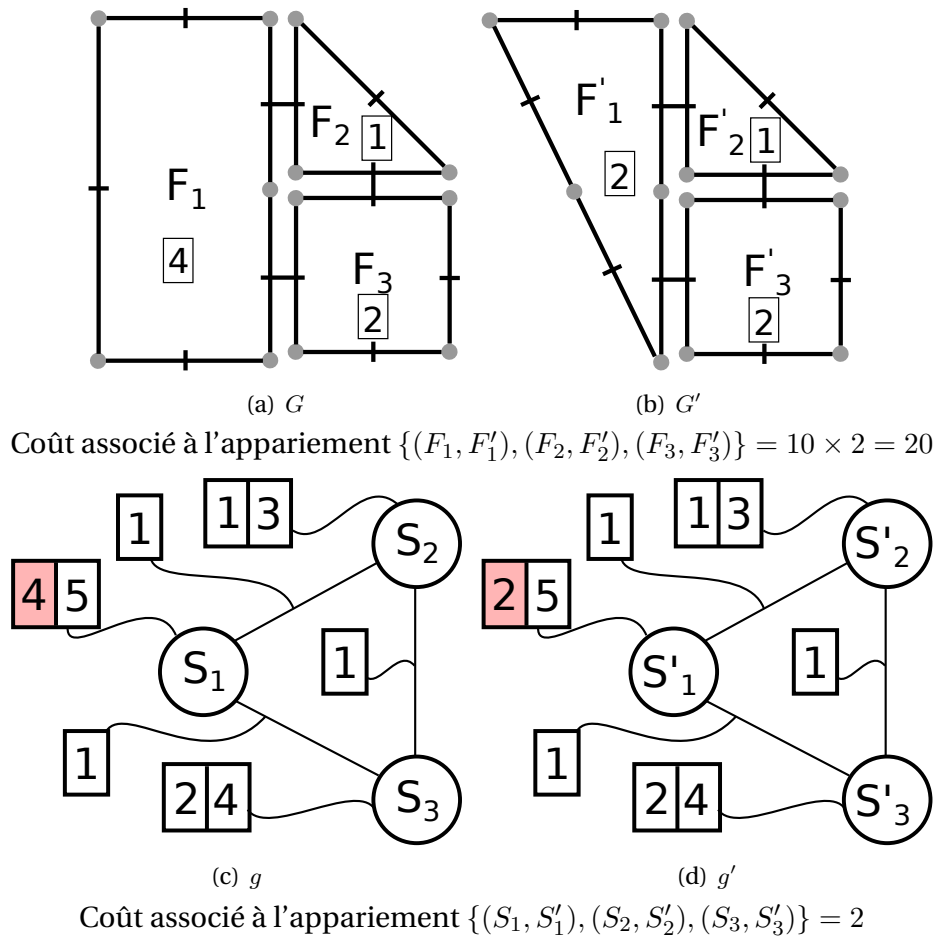 F1 4 F2 1 F3 2
F'1 2 F'2 1 F'3 2
(a) G (b) G′
Coût associé à l'appariement {(F1, F′1), (F2, F′2), (F3, F′3)} = 10 × 2 = 20
1 1 3 S2 1 1 3 S'2
4 5 2 5
S1 1 S'1 1
1 2 4 S3 1 2 4 S'3
(c) g (d) g′
Coût associé à l'appariement {(S1, S′1), (S2, S′2), (S3, S′3)} = 2